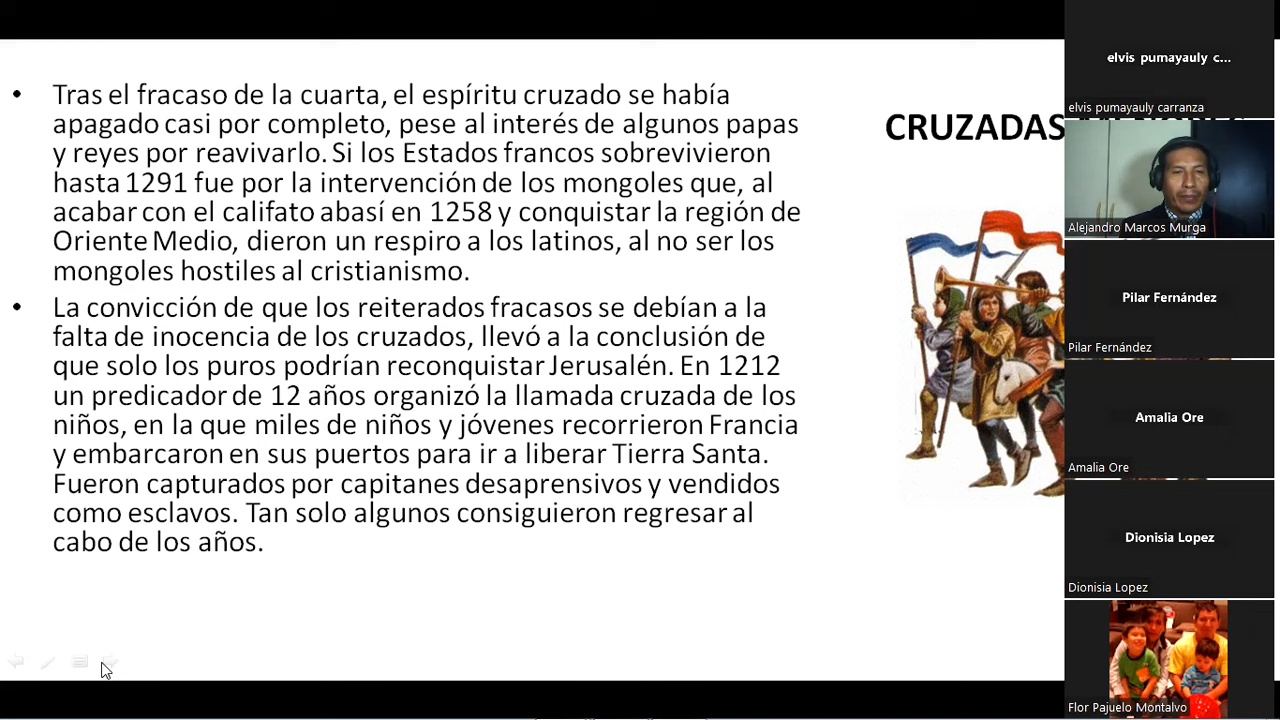 • Tras el fracaso de la cuarta, el espíritu cruzado se había
apagado casi por completo, pese al interés de algunos papas
y reyes por reavivarlo. Si los Estados francos sobrevivieron
hasta 1291 fue por la intervención de los mongoles que, al
acabar con el califato abasí en 1258 y conquistar la región de
Oriente Medio, dieron un respiro a los latinos, al no ser los
mongoles hostiles al cristianismo.
• La convicción de que los reiterados fracasos se debían a la
falta de inocencia de los cruzados, llevó a la conclusión de
que solo los puros podrían reconquistar Jerusalén. En 1212
un predicador de 12 años organizó la llamada cruzada de los
niños, en la que miles de niños y jóvenes recorrieron Francia
y embarcaron en sus puertos para ir a liberar Tierra Santa.
Fueron capturados por capitanes desaprensivos y vendidos
como esclavos. Tan solo algunos consiguieron regresar al
cabo de los años.
CRUZADAS
elvis pumayauly c...
elvis pumayauly carranza
Alejandro Marcos Murga
Pilar Fernández
Pilar Fernández
Amalia Ore
Amalia Ore
Dionisia Lopez
Dionisia Lopez
Flor Pajuelo Montalvo